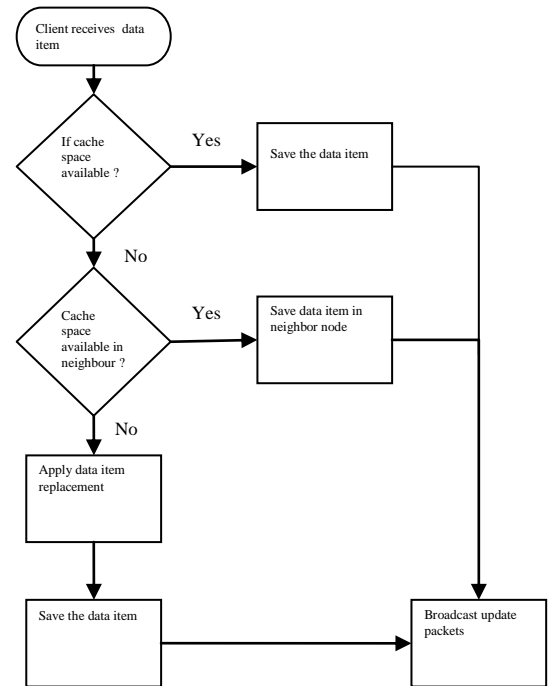 Client receives data
item
If cache
space
available ?
Yes
Save the data item
No
Cache
space
available in
neighbour ?
Yes
Save data item in
neighbor node
No
Apply data item
replacement
Save the data item
Broadcast update
packets